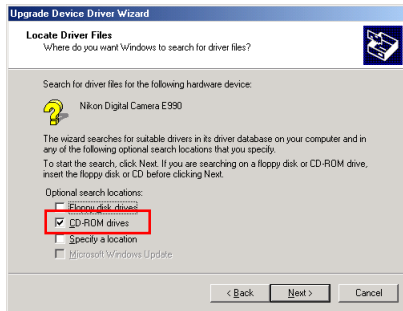 Upgrade Device Driver Wizard
Locate Driver Files
Where do you want Windows to search for driver files?
Search for driver files for the following hardware device:
Nikon Digital Camera E990
The wizard searches for suitable drivers in its driver database on your computer and in
any of the following optional search locations that you specify.
To start the search, click Next. If you are searching on a floppy disk or CD-ROM drive,
insert the floppy disk or CD before clicking Next.
Optional search locations:
Floppy disk drives
CD-ROM drives
Specify a location
Microsoft Windows Update
< Back Next > Cancel